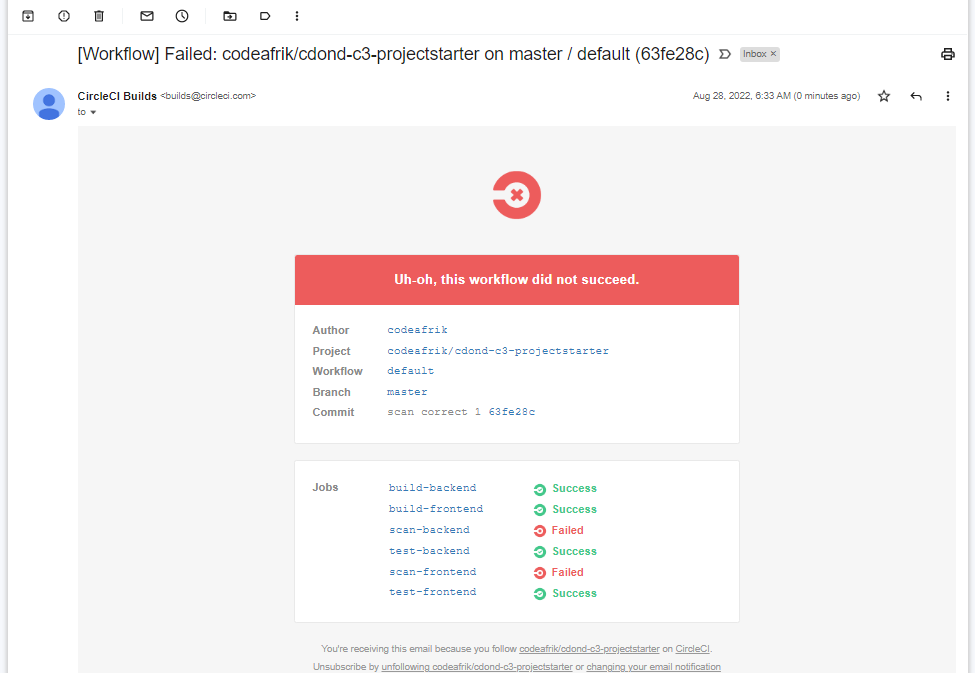 [Workflow] Failed: codeafrik/cdond-c3-projectstarter on master / default (63fe28c) Inbox ×
CircleCI Builds <builds@circleci.com>
Aug 28, 2022, 6:33 AM (0 minutes ago)
to
Uh-oh, this workflow did not succeed.
Author codeafrik
Project codeafrik/cdond-c3-projectstarter
Workflow default
Branch master
Commit scan correct 1 63fe28c
Jobs build-backend Success
build-frontend Success
scan-backend Failed
test-backend Success
scan-frontend Failed
test-frontend Success
You're receiving this email because you follow codeafrik/cdond-c3-projectstarter on CircleCI.
Unsubscribe by unfollowing codeafrik/cdond-c3-projectstarter or changing your email notification